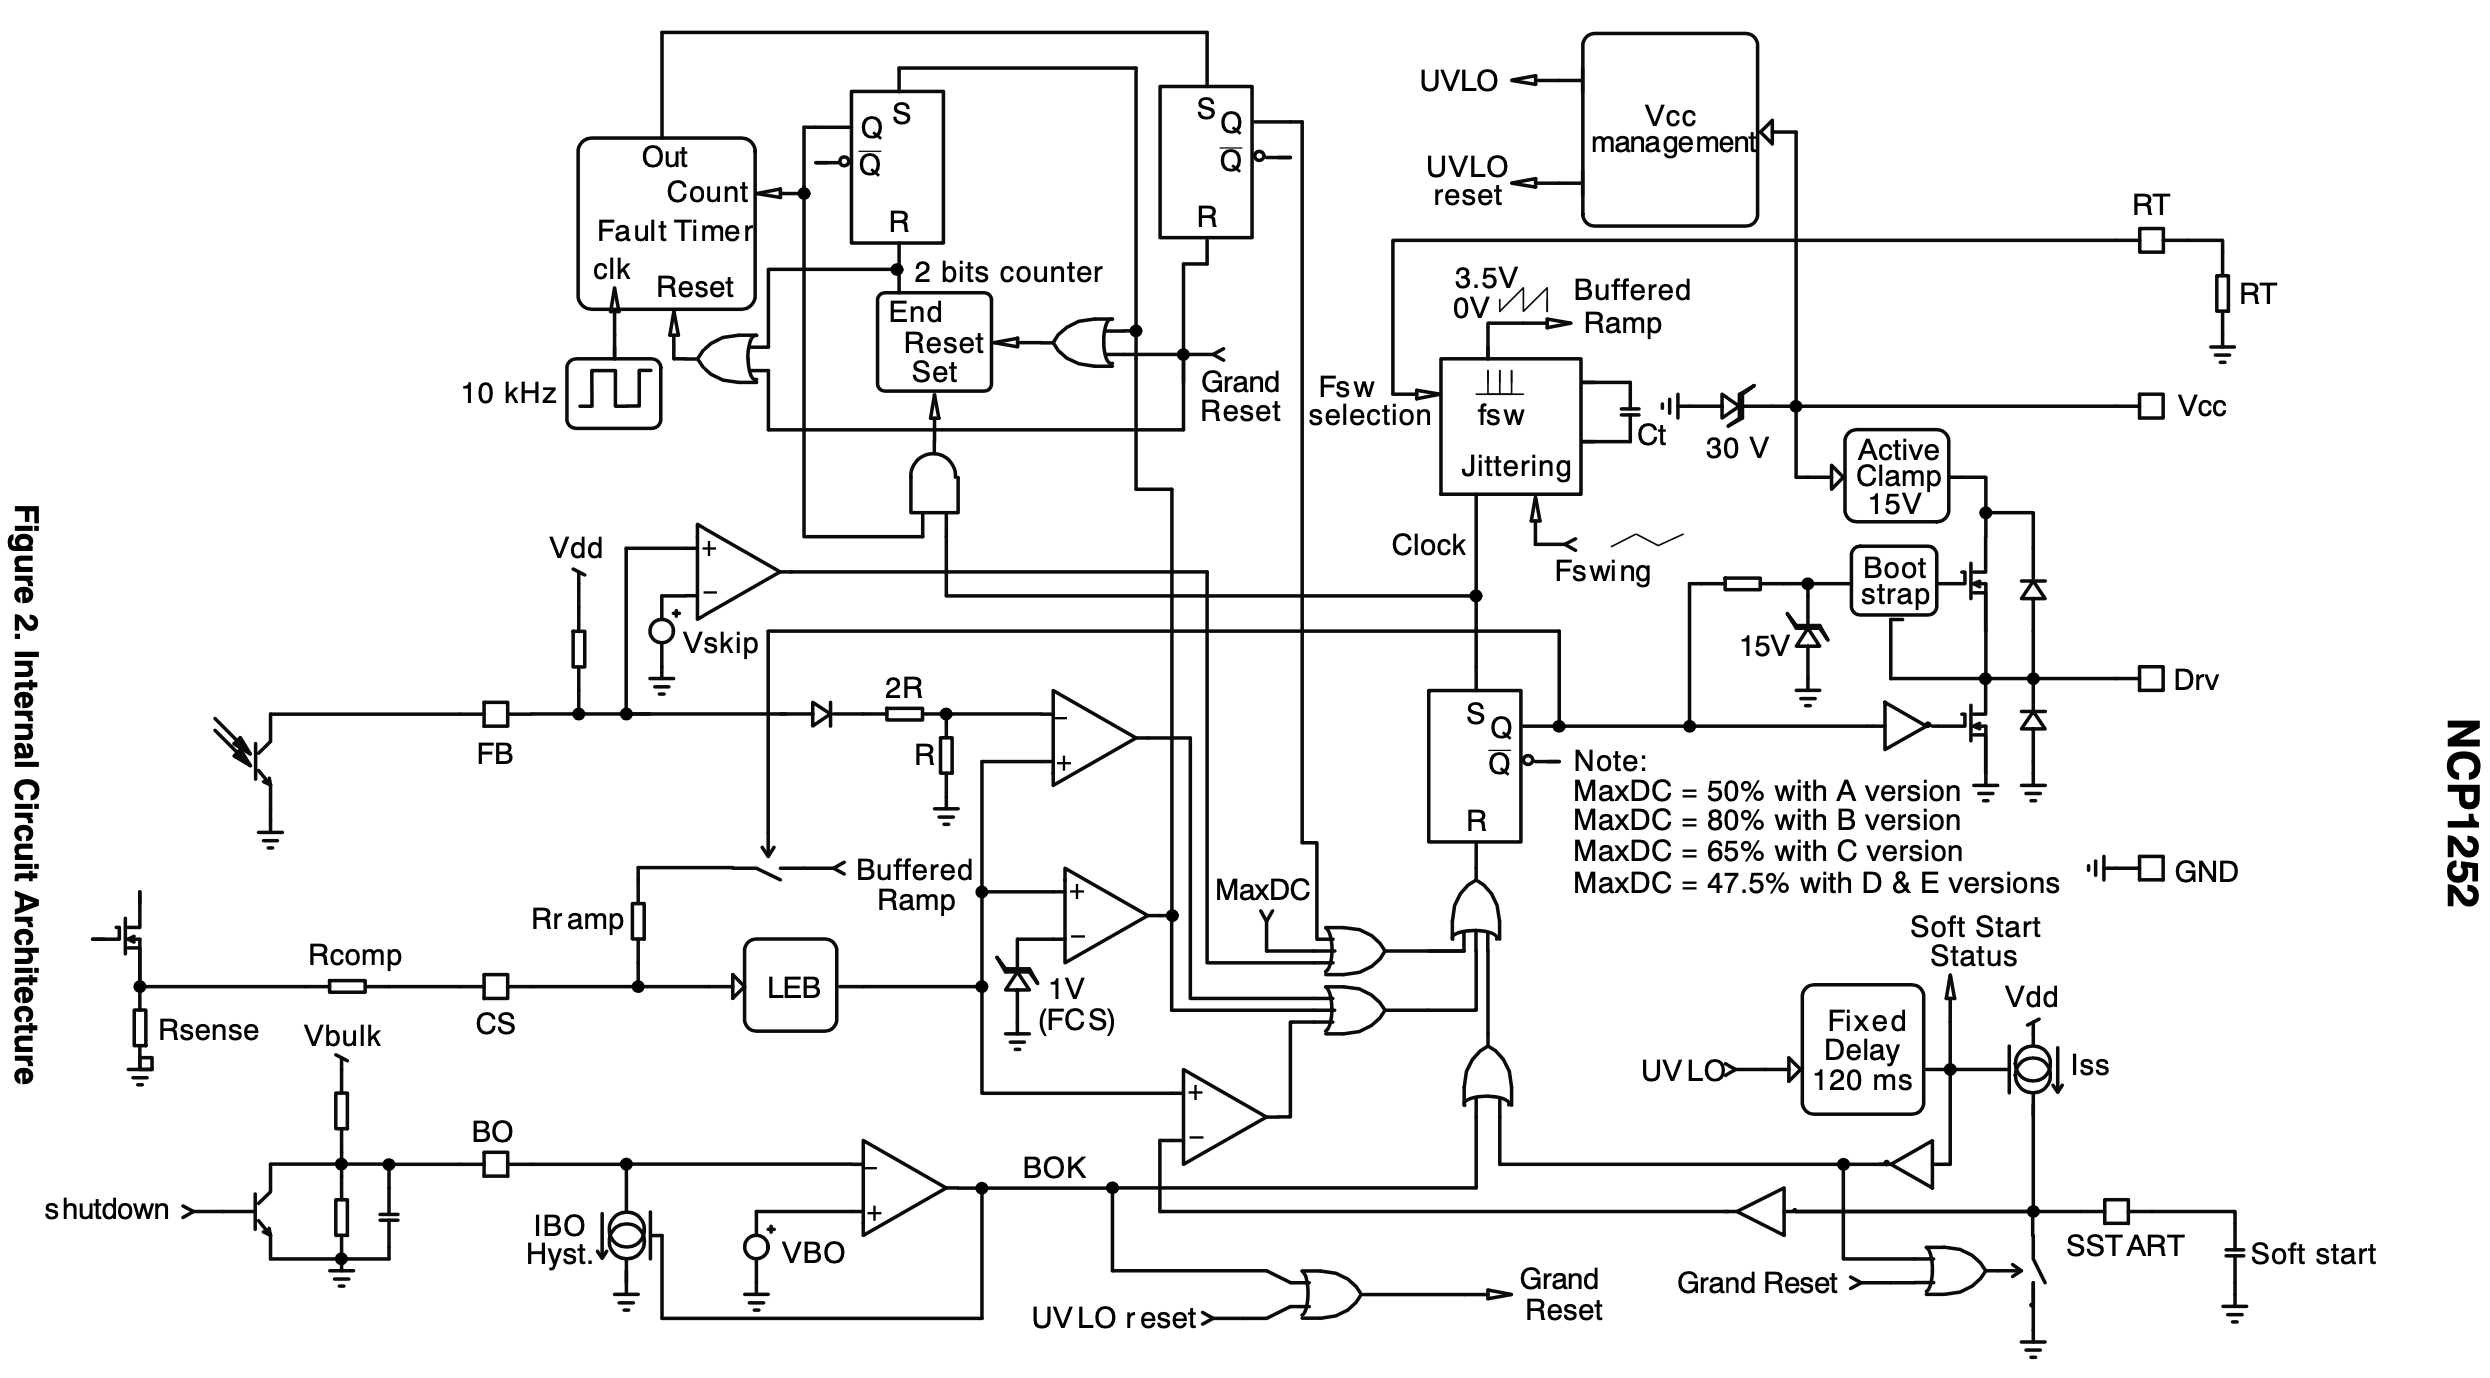 Figure 2. Internal Circuit Architecture
NCP1252
Out
Count
Fault Timer
clk
Reset
10 kHz
S
Q
Q
R
2 bits counter
End
Reset
Set
S
Q
Q
R
Grand
Reset
UVLO
UVLO
reset
Vcc
management
RT
RT
3.5V
0V
Buffered
Ramp
Fsw
selection
fsw
Jittering
Ct
30 V
Vcc
Active
Clamp
15V
Clock
Fswing
Boot
strap
15V
Drv
Vdd
+
−
Vskip
FB
2R
R
−
+
S
Q
Q
R
Note:
MaxDC = 50% with A version
MaxDC = 80% with B version
MaxDC = 65% with C version
MaxDC = 47.5% with D & E versions
GND
Buffered
Ramp
Rramp
Rcomp
CS
LEB
Rsense
+
−
1V
(FCS)
MaxDC
Soft Start
Status
Vdd
Fixed
Delay
120 ms
UVLO
Iss
Vbulk
BO
shutdown
IBO
Hyst.
−
+
VBO
BOK
+
−
UVLO reset
Grand
Reset
Grand Reset
SSTART
Soft start